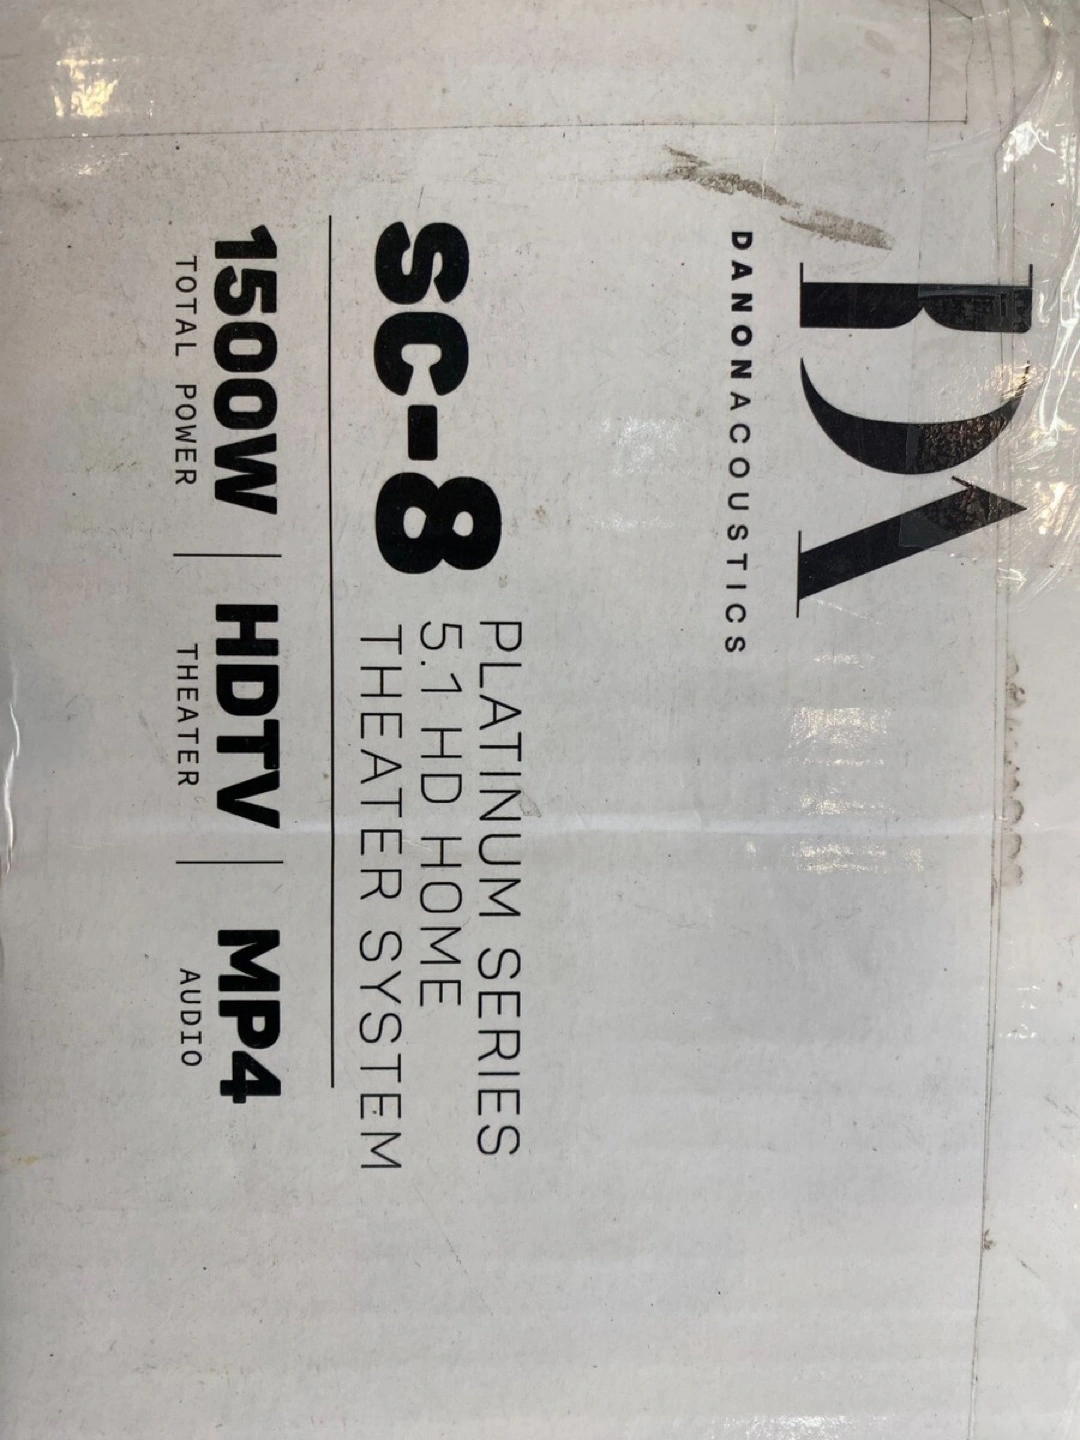 DA
DANONACOUSTICS
SC-8
PLATINUM SERIES
5.1 HD HOME
THEATER SYSTEM
1500W
TOTAL POWER
HDTV
THEATER
MP4
AUDIO